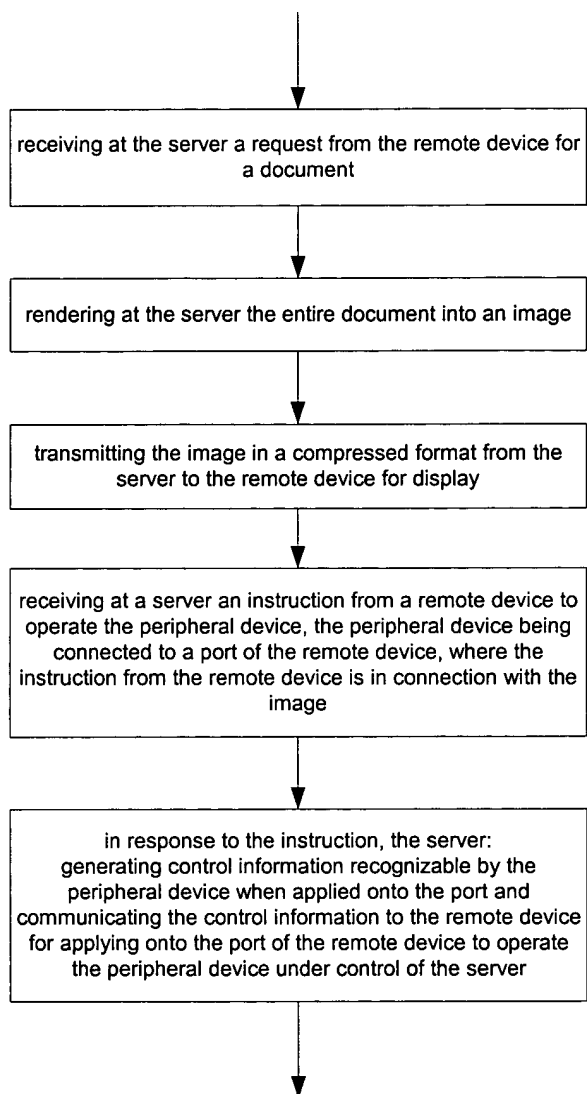 receiving at the server a request from the remote device for
a document
rendering at the server the entire document into an image
transmitting the image in a compressed format from the
server to the remote device for display
receiving at a server an instruction from a remote device to
operate the peripheral device, the peripheral device being
connected to a port of the remote device, where the
instruction from the remote device is in connection with the
image
in response to the instruction, the server:
generating control information recognizable by the
peripheral device when applied onto the port and
communicating the control information to the remote device
for applying onto the port of the remote device to operate
the peripheral device under control of the server